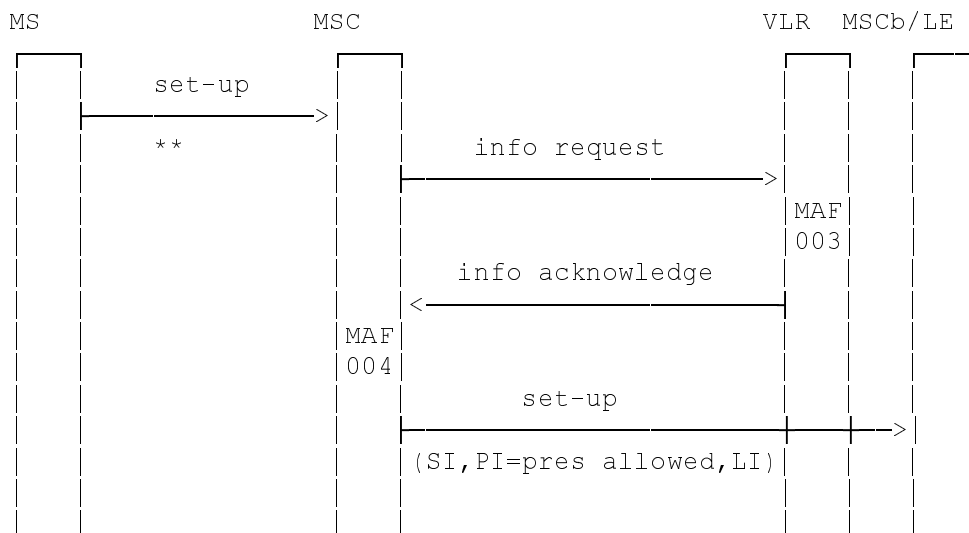 MS MSC VLR MSCb/LE
set-up
**
info request
MAF
003
info acknowledge
MAF
004
set-up
(SI,PI=pres allowed,LI)